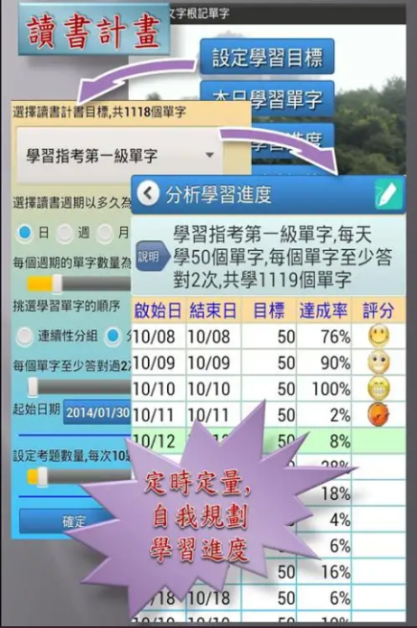 讀書計畫
文字根記單字
設定學習目標
本日學習單字
選擇讀書計畫目標,共1118個單字
學習指考第一級單字
選擇讀書週期以多久為
日 週 月
每個週期的單字數量為
挑選學習單字的順序
連續性分組
每個單字至少答對過2
起始日期 2014/01/30
設定考題數量,每次10
確定
分析學習進度
說明
學習指考第一級單字,每天
學50個單字,每個單字至少答
對2次,共學1119個單字
啟始日 結束日 目標 達成率 評分
10/08 10/08 50 76%
10/09 10/09 50 90%
10/10 10/10 50 100%
10/11 10/11 50 2%
10/12 50 8%
28%
18%
4%
6%
50 16%
/18 10/18 50 6%
10/19 10/19 50 10%
定時定量,
自我規劃
學習進度